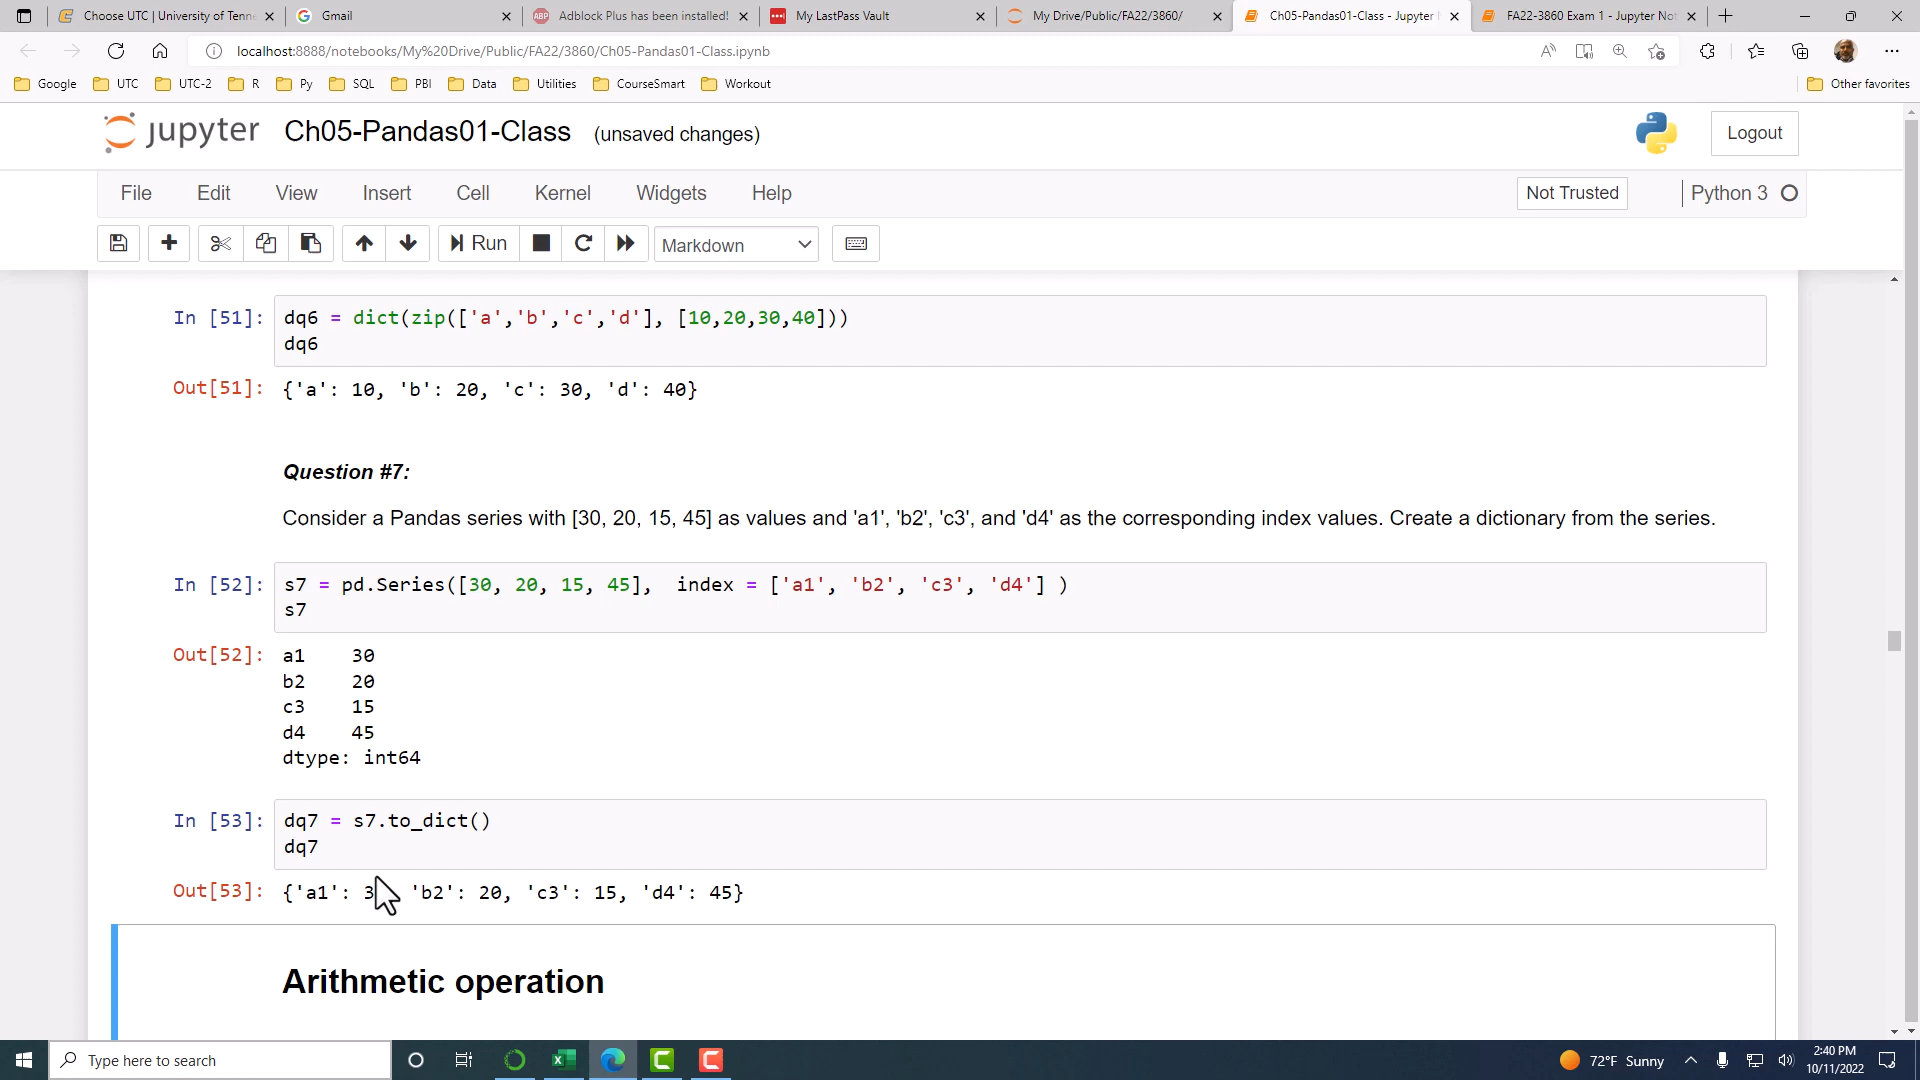 Choose UTC | University of Tenne
Gmail
Adblock Plus has been installed!
My LastPass Vault
My Drive/Public/FA22/3860/
Ch05-Pandas01-Class - Jupyter
FA22-3860 Exam 1 - Jupyter Not
localhost:8888/notebooks/My%20Drive/Public/FA22/3860/Ch05-Pandas01-Class.ipynb
Google UTC UTC-2 R Py SQL PBI Data Utilities CourseSmart Workout Other favorites
jupyter Ch05-Pandas01-Class (unsaved changes) Logout
File Edit View Insert Cell Kernel Widgets Help Not Trusted Python 3
Run Markdown
In [51]: dq6 = dict(zip(['a','b','c','d'], [10,20,30,40]))
dq6
Out[51]: {'a': 10, 'b': 20, 'c': 30, 'd': 40}
Question #7:
Consider a Pandas series with [30, 20, 15, 45] as values and 'a1', 'b2', 'c3', and 'd4' as the corresponding index values. Create a dictionary from the series.
In [52]: s7 = pd.Series([30, 20, 15, 45],  index = ['a1', 'b2', 'c3', 'd4'] )
s7
Out[52]: a1    30
b2    20
c3    15
d4    45
dtype: int64
In [53]: dq7 = s7.to_dict()
dq7
Out[53]: {'a1': 3 'b2': 20, 'c3': 15, 'd4': 45}
Arithmetic operation
Type here to search
72°F Sunny
2:40 PM
10/11/2022